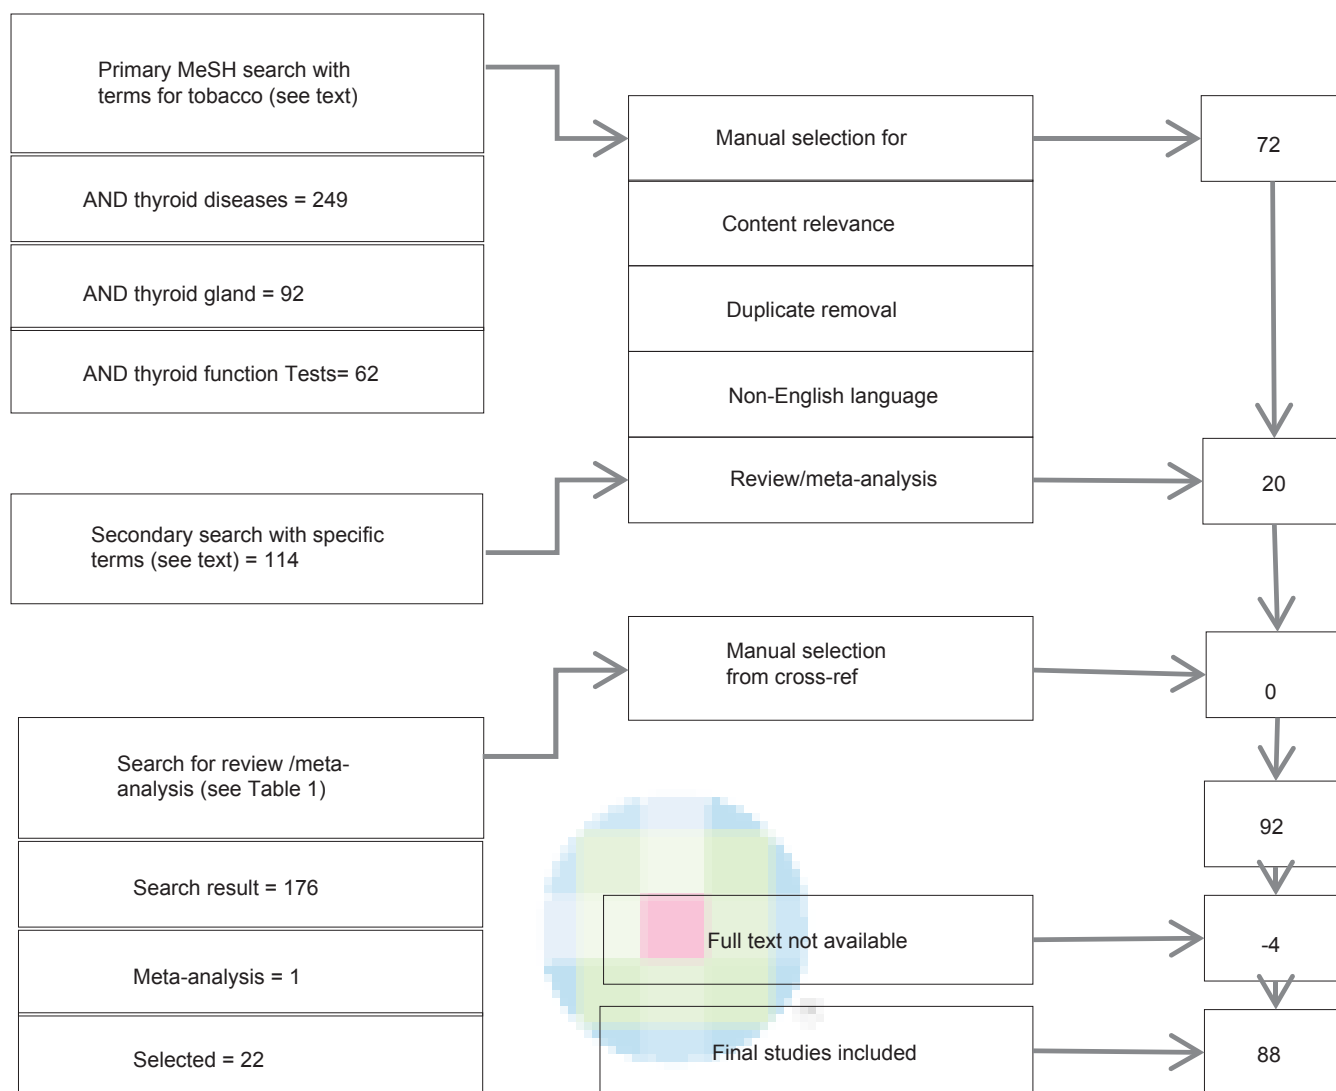 Primary MeSH search with
terms for tobacco (see text)
AND thyroid diseases = 249
AND thyroid gland = 92
AND thyroid function Tests= 62
Secondary search with specific
terms (see text) = 114
Search for review /meta-
analysis (see Table 1)
Search result = 176
Meta-analysis = 1
Selected = 22
Manual selection for
Content relevance
Duplicate removal
Non-English language
Review/meta-analysis
Manual selection
from cross-ref
Full text not available
Final studies included
72
20
0
92
-4
88